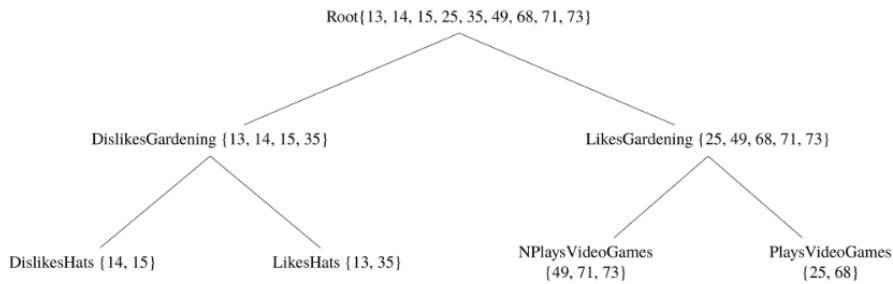 Root{13, 14, 15, 25, 35, 49, 68, 71, 73}
DislikesGardening {13, 14, 15, 35}
LikesGardening {25, 49, 68, 71, 73}
DislikesHats {14, 15}
LikesHats {13, 35}
NPlaysVideoGames
{49, 71, 73}
PlaysVideoGames
{25, 68}